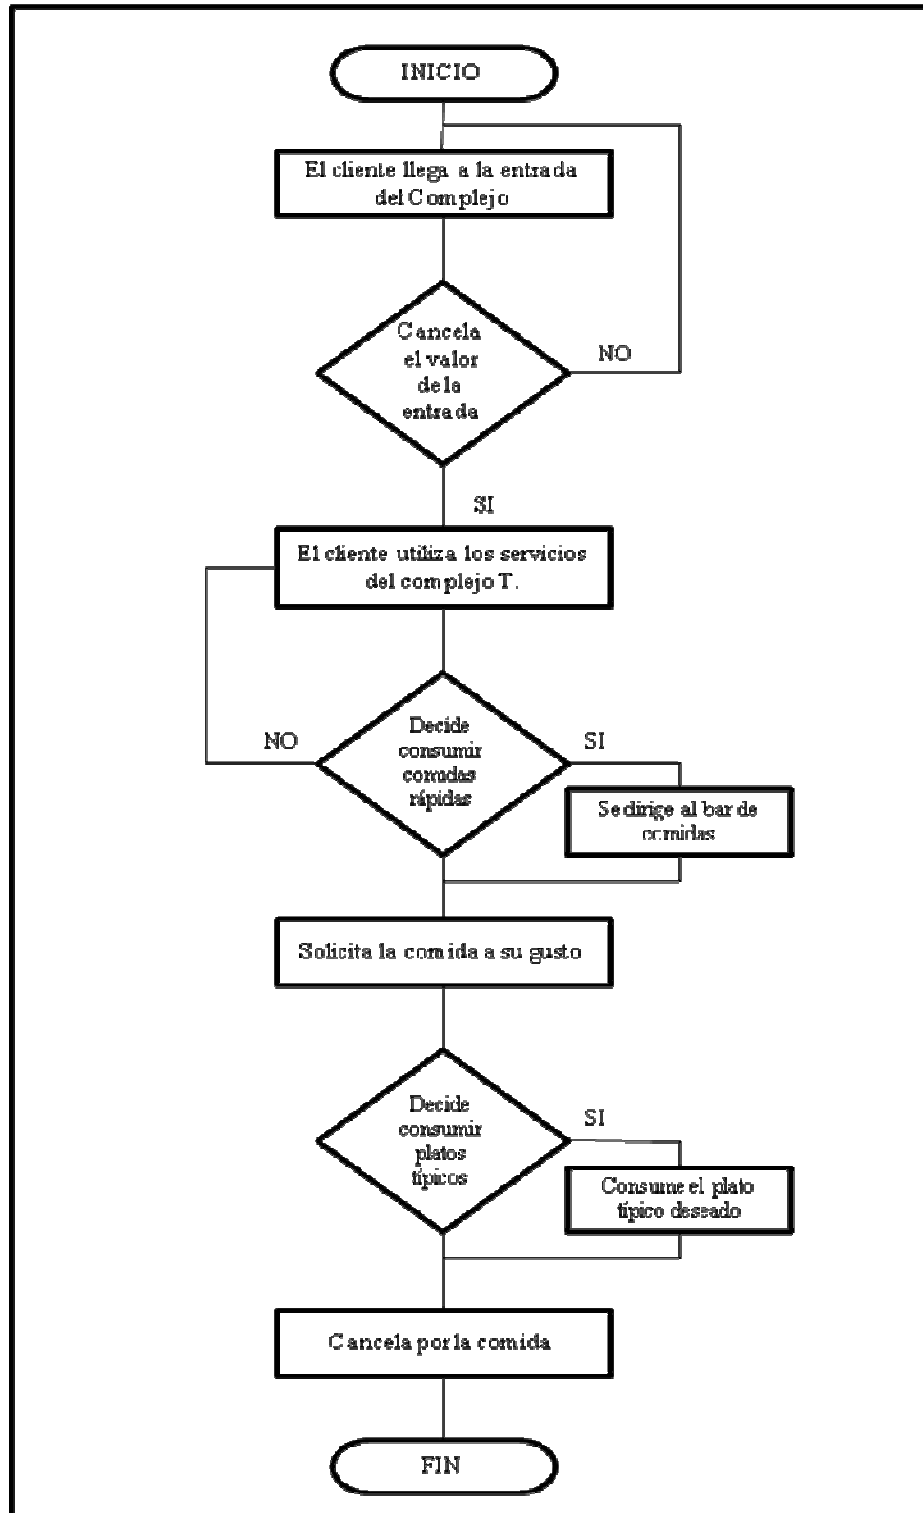 INICIO
El cliente llega a la entrada
del Complejo
Cancela
el valor
de la
entrada
NO
SI
El cliente utiliza los servicios
del complejo T.
Decide
consumir
comidas
rápidas
NO
SI
Se dirige al bar de
comidas
Solicita la comida a su gusto
Decide
consumir
platos
típicos
SI
Consume el plato
típico deseado
Cancela por la comida
FIN